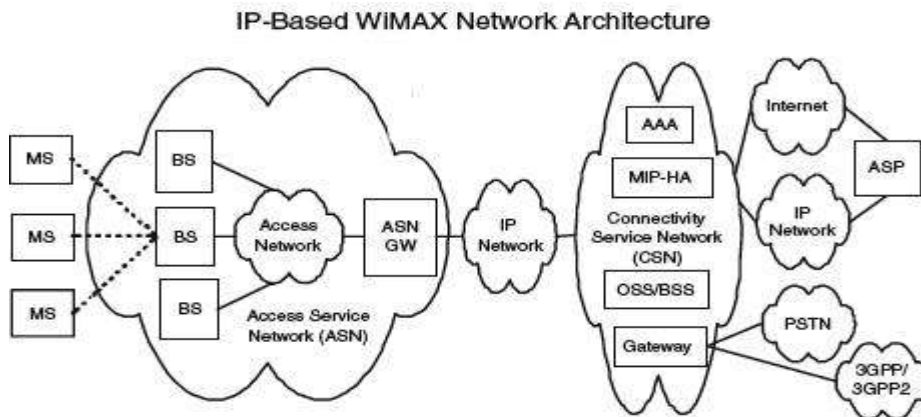 IP-Based WiMAX Network Architecture
MS
MS
MS
BS
BS
BS
Access
Network
ASN
GW
Access Service
Network (ASN)
IP
Network
AAA
MIP-HA
Connectivity
Service Network
(CSN)
OSS/BSS
Gateway
Internet
IP
Network
ASP
PSTN
3GPP/
3GPP2